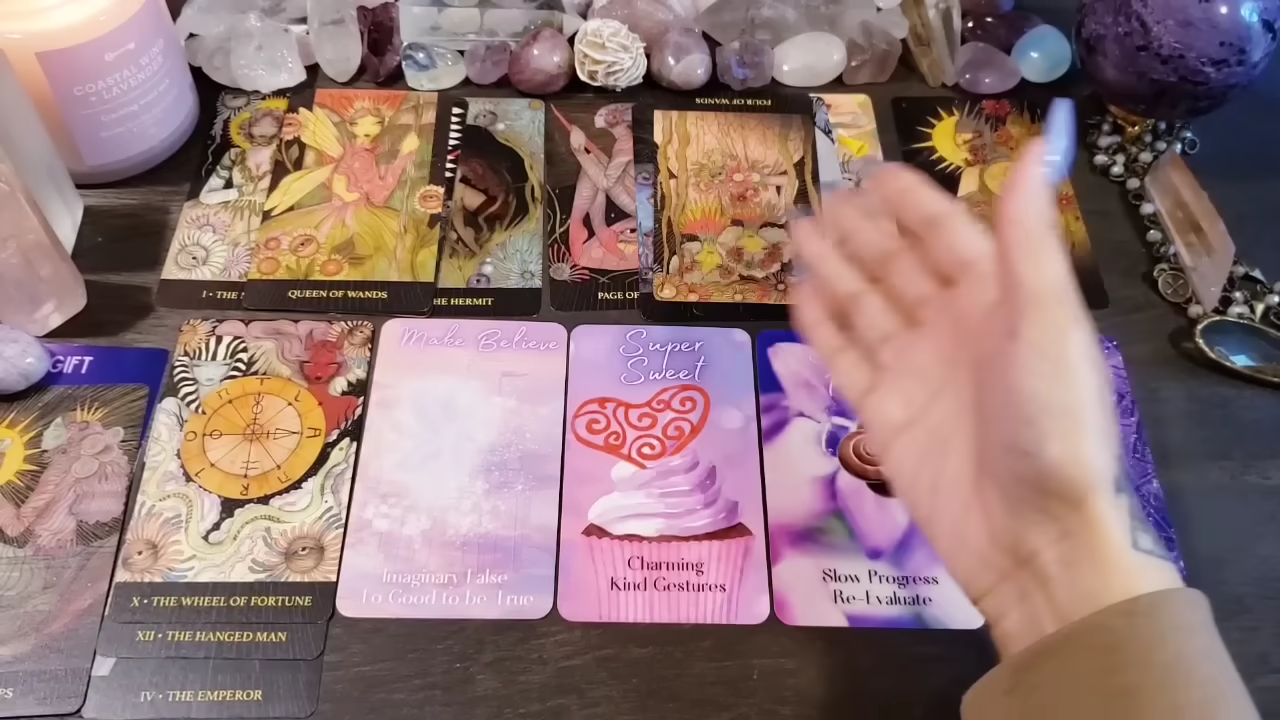 COASTAL WIND
+ LAVENDER
FOUR OF WANDS
QUEEN OF WANDS
HE HERMIT
PAGE OF
GIFT
X • THE WHEEL OF FORTUNE
XII • THE HANGED MAN
IV • THE EMPEROR
Make Believe
Imaginary False
To Good to be True
Super
Sweet
Charming
Kind Gestures
Slow Progress
Re-Evaluate